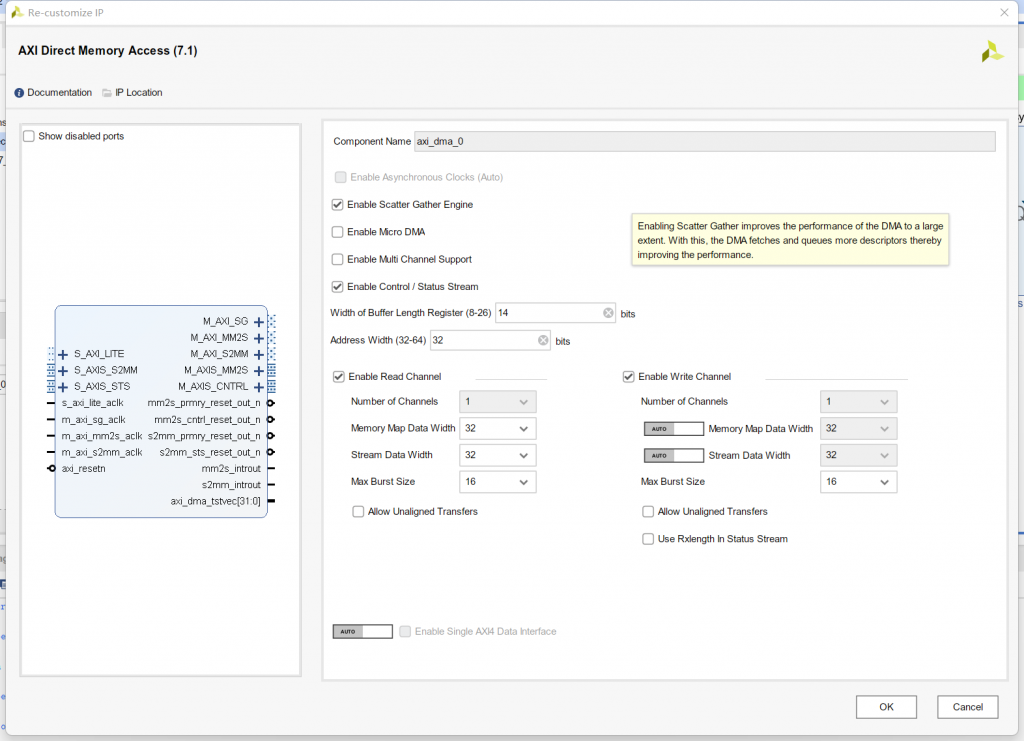 Re-customize IP
AXI Direct Memory Access (7.1)
Documentation IP Location
Show disabled ports
M_AXI_SG
M_AXI_MM2S
S_AXI_LITE M_AXI_S2MM
S_AXIS_S2MM M_AXIS_MM2S
S_AXIS_STS M_AXIS_CNTRL
s_axi_lite_aclk mm2s_prmry_reset_out_n
m_axi_sg_aclk mm2s_cntrl_reset_out_n
m_axi_mm2s_aclk s2mm_prmry_reset_out_n
m_axi_s2mm_aclk s2mm_sts_reset_out_n
axi_resetn mm2s_introut
s2mm_introut
axi_dma_tstvec[31:0]
Component Name axi_dma_0
Enable Asynchronous Clocks (Auto)
Enable Scatter Gather Engine
Enable Micro DMA
Enable Multi Channel Support
Enable Control / Status Stream
Width of Buffer Length Register (8-26) 14 bits
Address Width (32-64) 32 bits
Enabling Scatter Gather improves the performance of the DMA to a large
extent. With this, the DMA fetches and queues more descriptors thereby
improving the performance.
Enable Read Channel
Number of Channels 1
Memory Map Data Width 32
Stream Data Width 32
Max Burst Size 16
Allow Unaligned Transfers
Enable Write Channel
Number of Channels 1
AUTO Memory Map Data Width 32
AUTO Stream Data Width 32
Max Burst Size 16
Allow Unaligned Transfers
Use Rxlength In Status Stream
AUTO Enable Single AXI4 Data Interface
OK Cancel